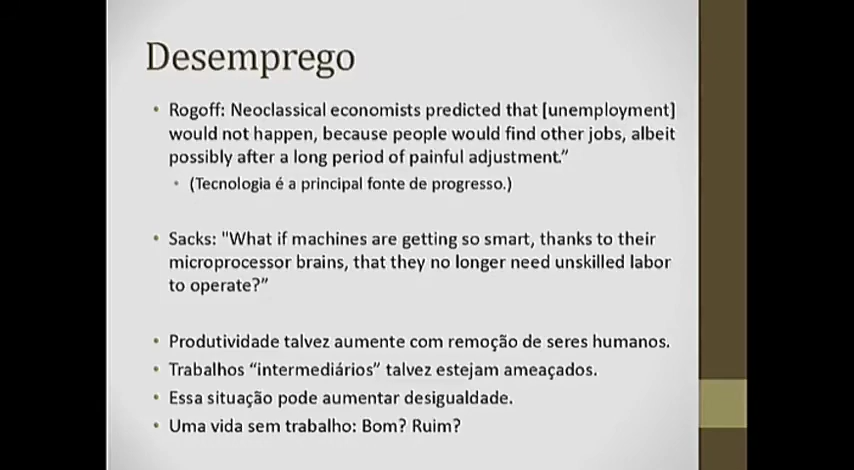 Desemprego
• Rogoff: Neoclassical economists predicted that [unemployment]
would not happen, because people would find other jobs, albeit
possibly after a long period of painful adjustment.”
• (Tecnologia é a principal fonte de progresso.)
• Sacks: "What if machines are getting so smart, thanks to their
microprocessor brains, that they no longer need unskilled labor
to operate?”
• Produtividade talvez aumente com remoção de seres humanos.
• Trabalhos “intermediários” talvez estejam ameaçados.
• Essa situação pode aumentar desigualdade.
• Uma vida sem trabalho: Bom? Ruim?